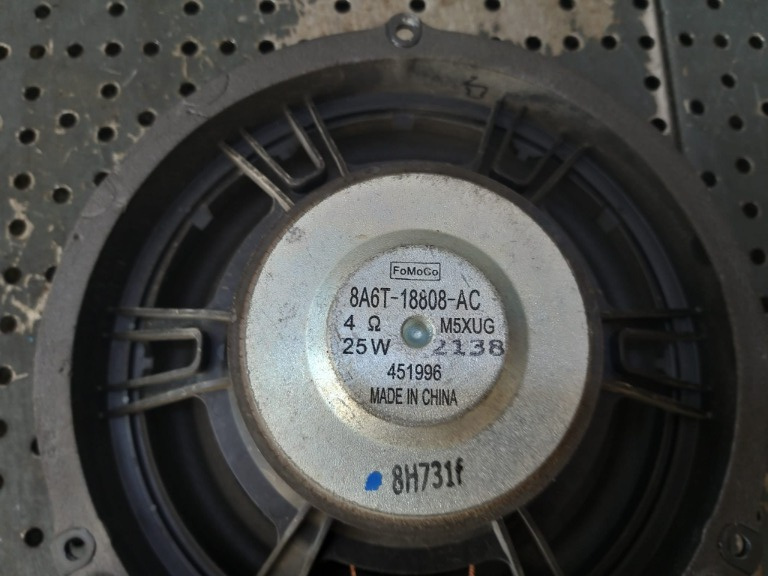 FoMoCo
8A6T-18808-AC
4 Ω M5XUG
25W 2138
451996
MADE IN CHINA
8H731f